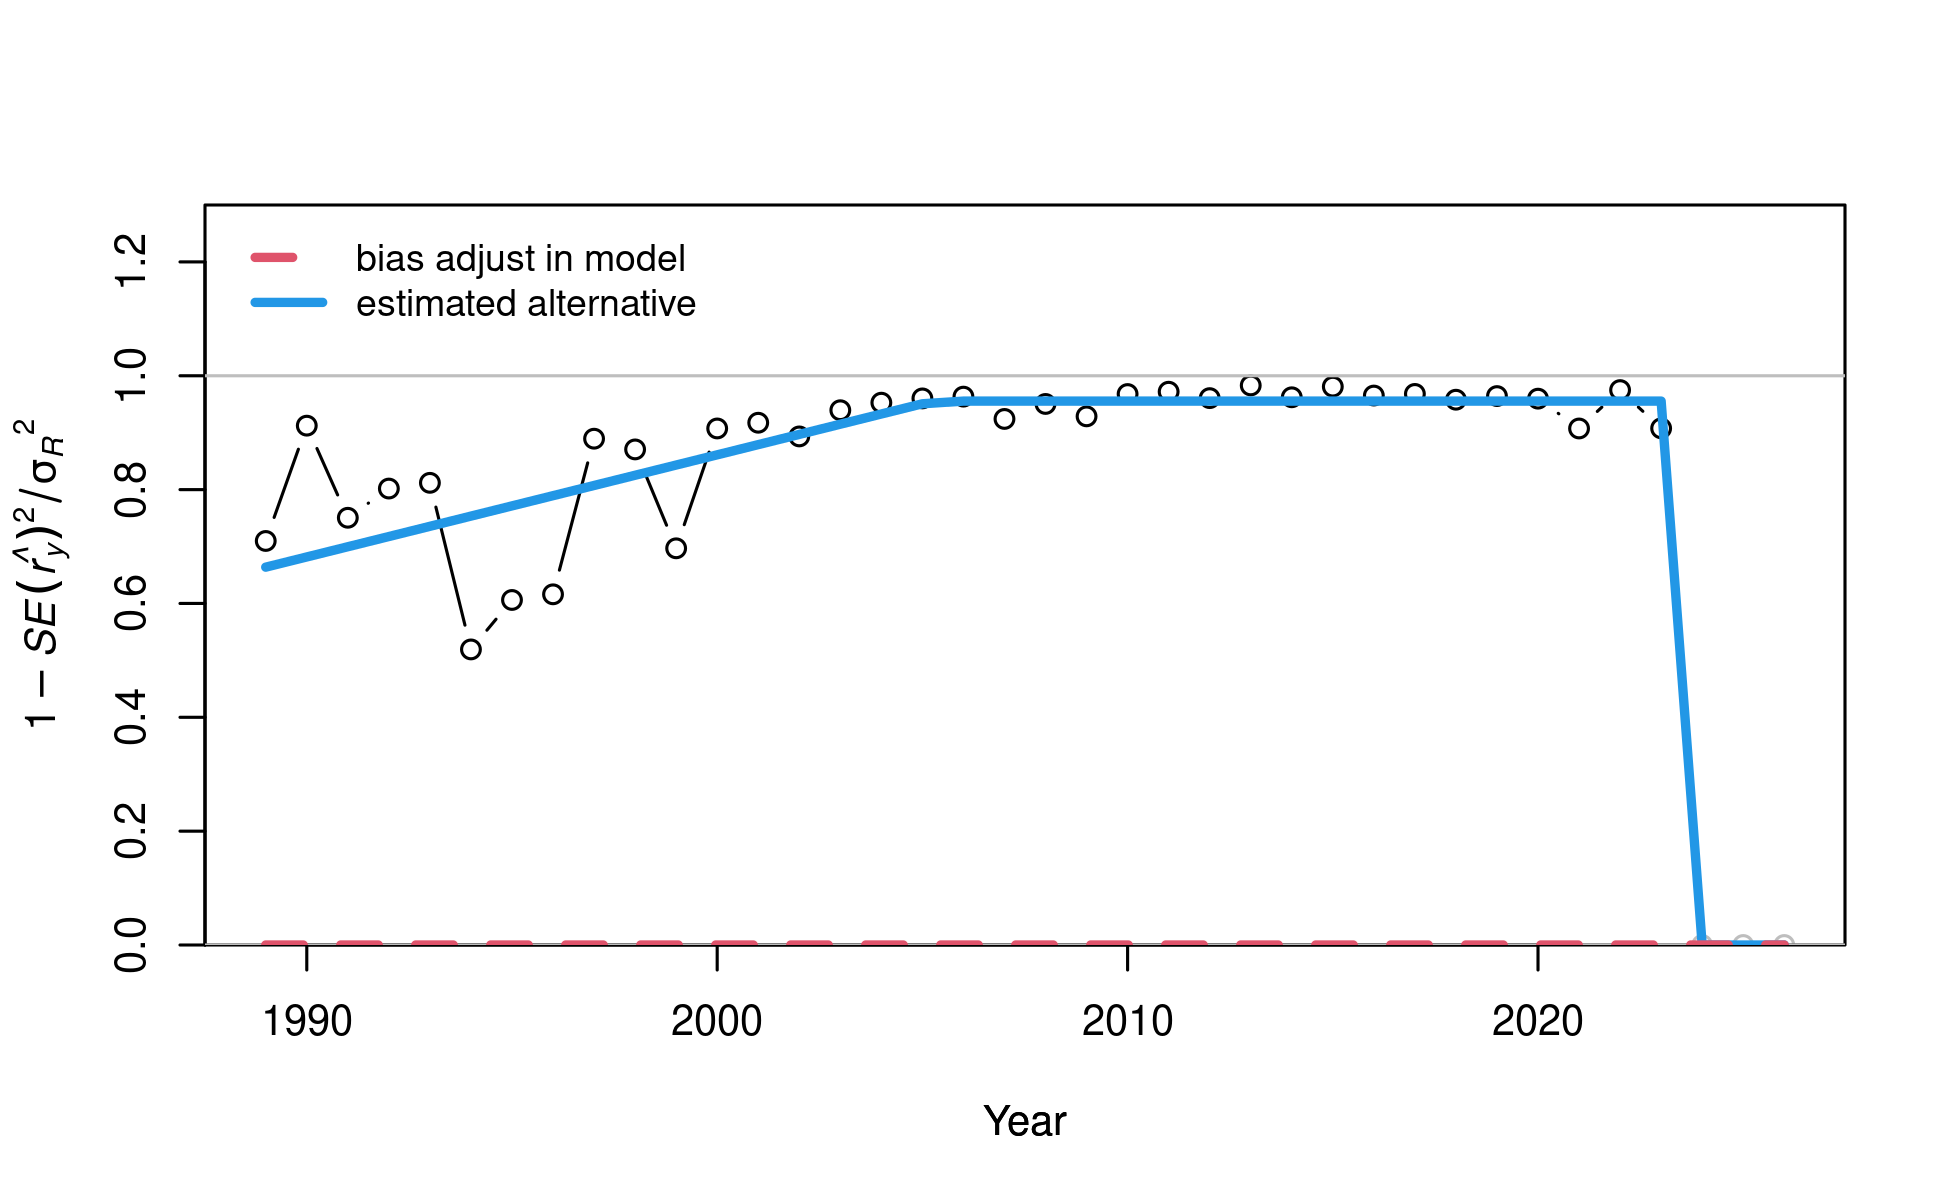 bias adjust in model
estimated alternative
1.2
1.0
0.8
0.6
0.4
0.2
0.0
1 − SE(r̂y)² / σR²
1990 2000 2010 2020
Year